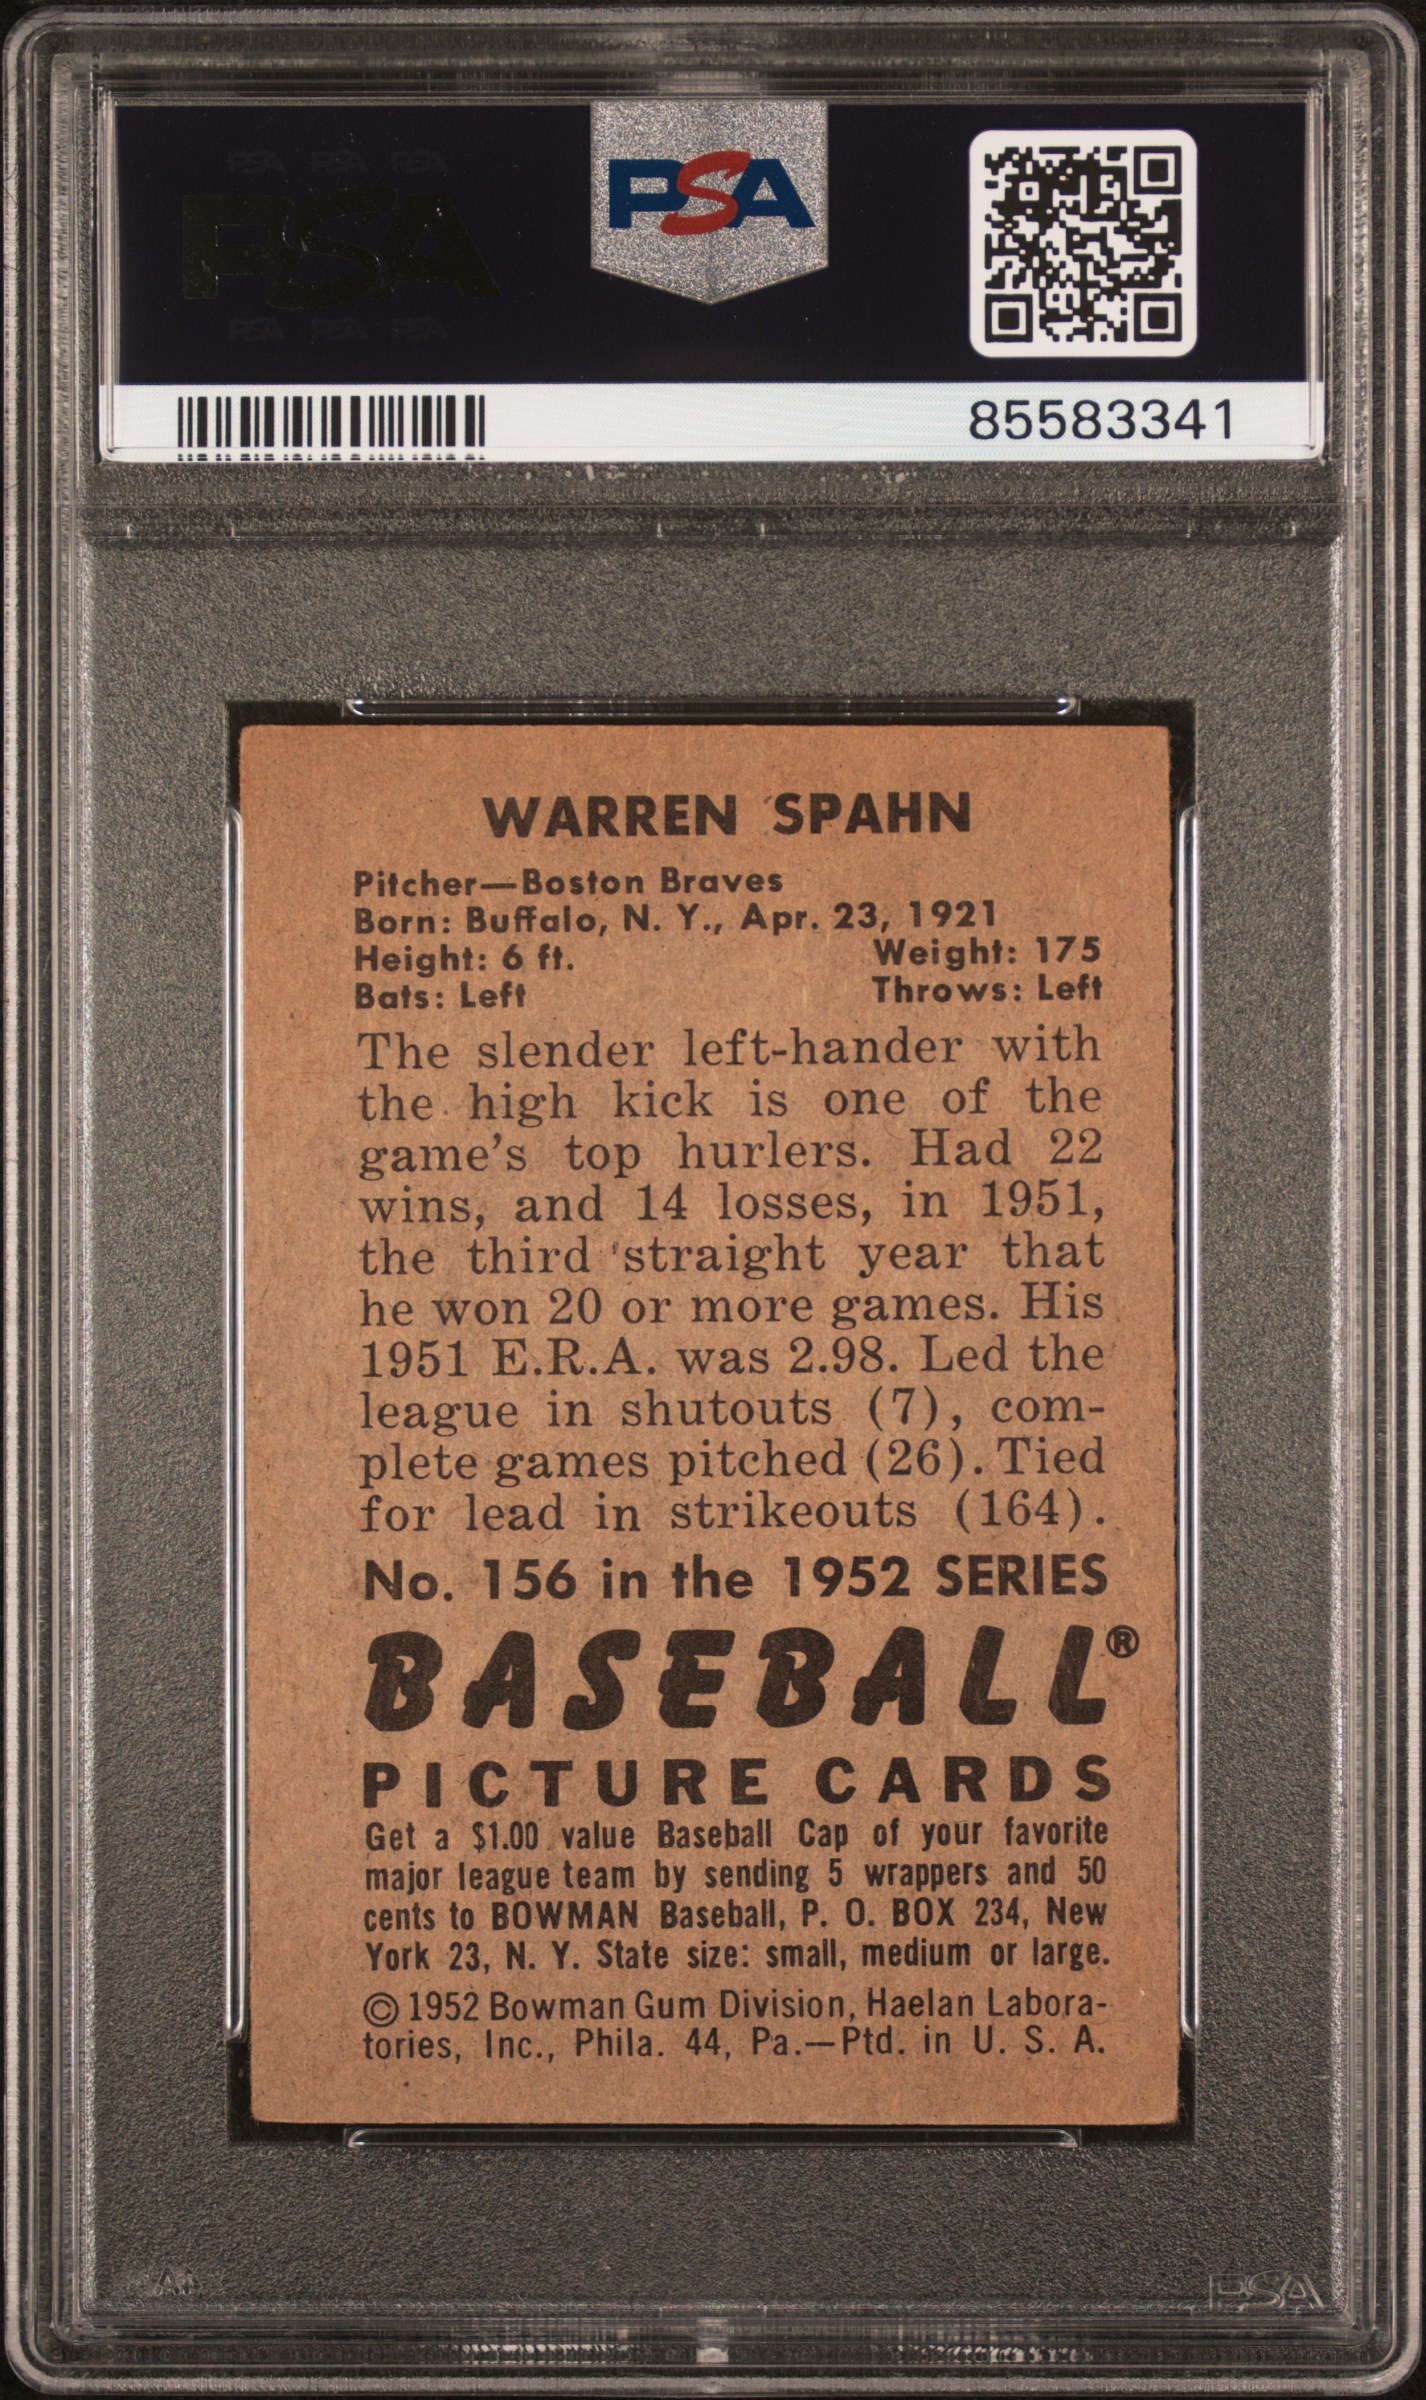 PSA PSA PSA
PSA
PSA PSA PSA
PSA
85583341
WARREN SPAHN
Pitcher—Boston Braves
Born: Buffalo, N. Y., Apr. 23, 1921
Height: 6 ft. Weight: 175
Bats: Left Throws: Left
The slender left-hander with
the high kick is one of the
game's top hurlers. Had 22
wins, and 14 losses, in 1951,
the third straight year that
he won 20 or more games. His
1951 E.R.A. was 2.98. Led the
league in shutouts (7), com-
plete games pitched (26). Tied
for lead in strikeouts (164).
No. 156 in the 1952 SERIES
BASEBALL®
PICTURE CARDS
Get a $1.00 value Baseball Cap of your favorite
major league team by sending 5 wrappers and 50
cents to BOWMAN Baseball, P. O. BOX 234, New
York 23, N. Y. State size: small, medium or large.
© 1952 Bowman Gum Division, Haelan Labora-
tories, Inc., Phila. 44, Pa.—Ptd. in U. S. A.
PSA